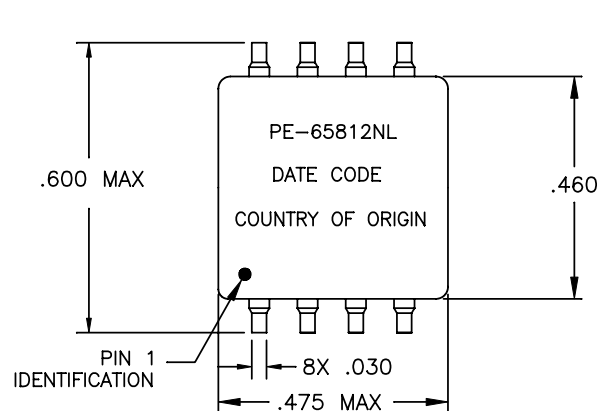 PE-65812NL
DATE CODE
COUNTRY OF ORIGIN
.600 MAX
.460
PIN 1
IDENTIFICATION
8X .030
.475 MAX